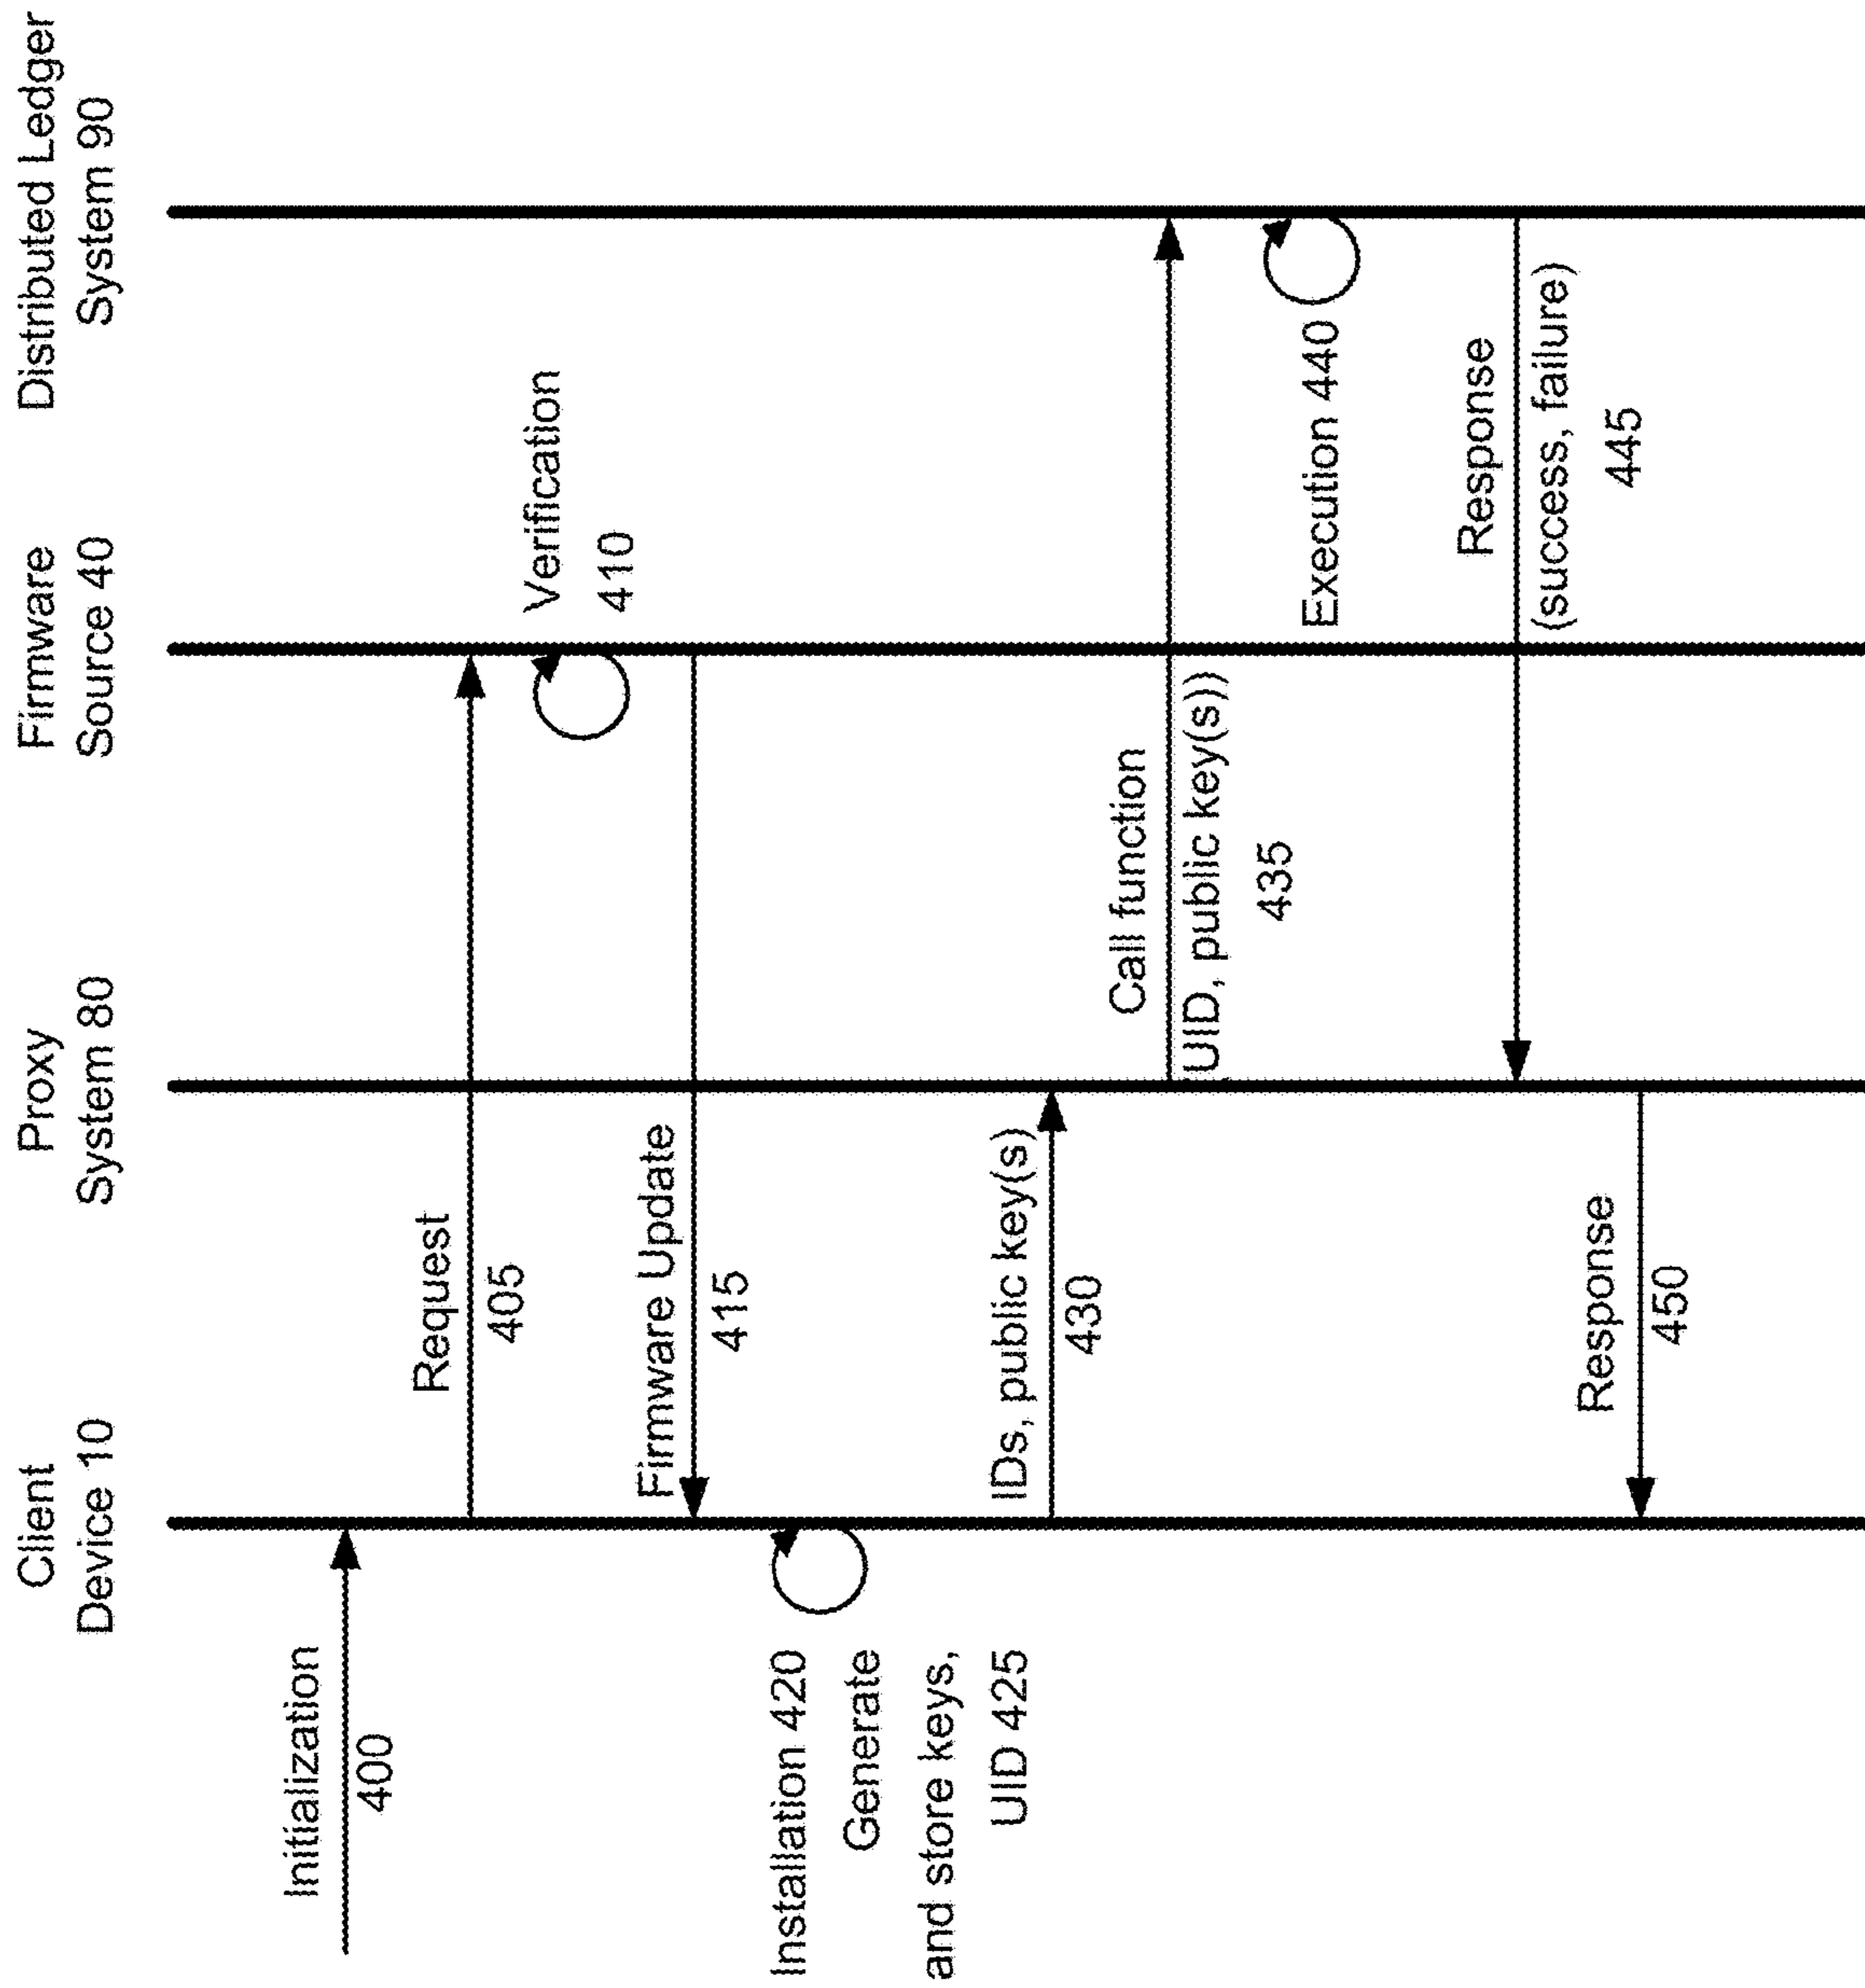 Client
Device 10
Proxy
System 80
Firmware
Source 40
Distributed Ledger
System 90
Initialization
400
Request
405
Verification
410
Firmware Update
415
Installation 420
Generate
and store keys,
UID 425
IDs, public key(s)
430
Call function
UID, public key(s))
435
Execution 440
Response
(success, failure)
445
Response
450